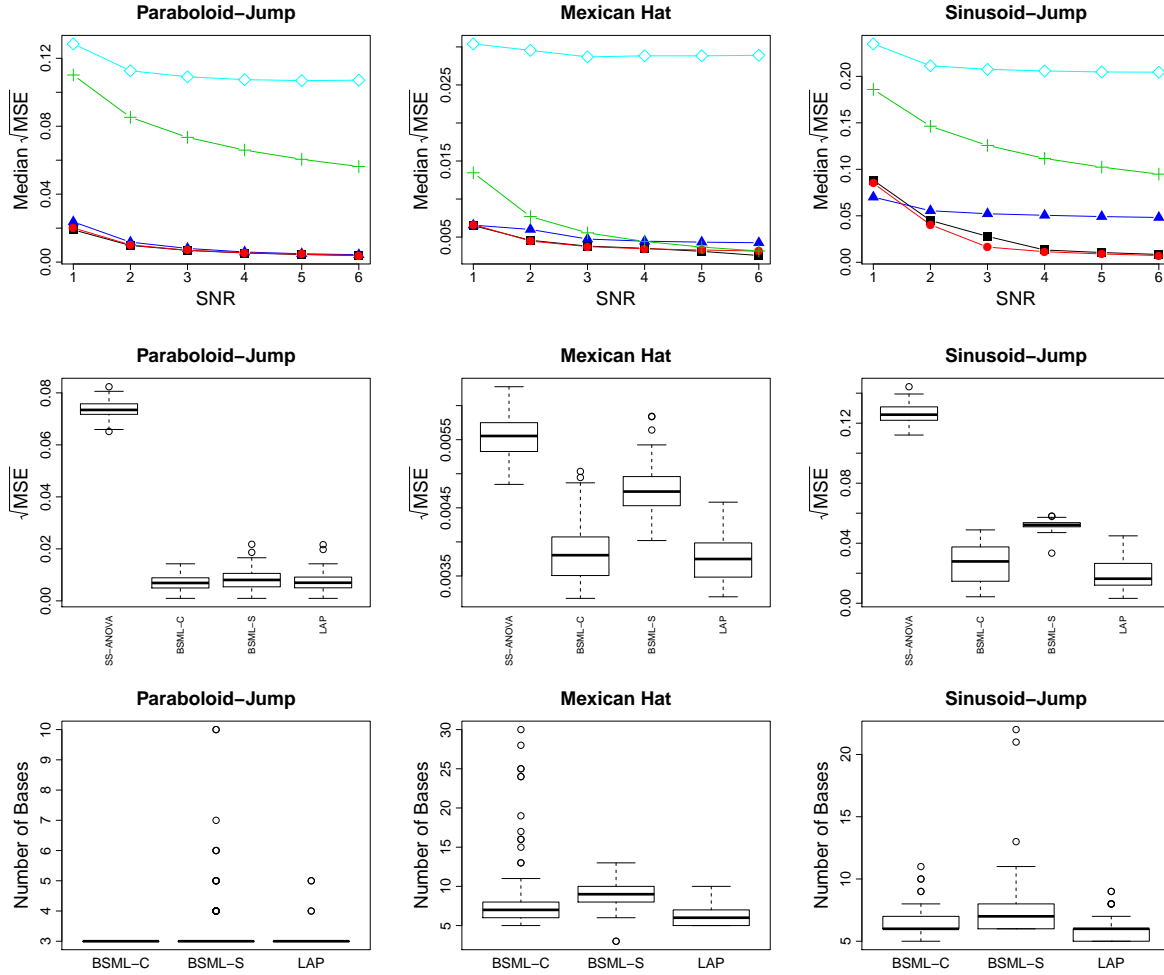 Paraboloid−Jump
Median √MSE
0.00 0.04 0.08 0.12
1 2 3 4 5 6
SNR
Mexican Hat
Median √MSE
0.005 0.015 0.025
1 2 3 4 5 6
SNR
Sinusoid−Jump
Median √MSE
0.00 0.05 0.10 0.15 0.20
1 2 3 4 5 6
SNR
Paraboloid−Jump
√MSE
0.00 0.02 0.04 0.06 0.08
SS−ANOVA BSML−C BSML−S LAP
Mexican Hat
√MSE
0.0035 0.0045 0.0055
SS−ANOVA BSML−C BSML−S LAP
Sinusoid−Jump
√MSE
0.00 0.04 0.08 0.12
SS−ANOVA BSML−C BSML−S LAP
Paraboloid−Jump
Number of Bases
3 4 5 6 7 8 9 10
BSML−C BSML−S LAP
Mexican Hat
Number of Bases
5 10 15 20 25 30
BSML−C BSML−S LAP
Sinusoid−Jump
Number of Bases
5 10 15 20
BSML−C BSML−S LAP